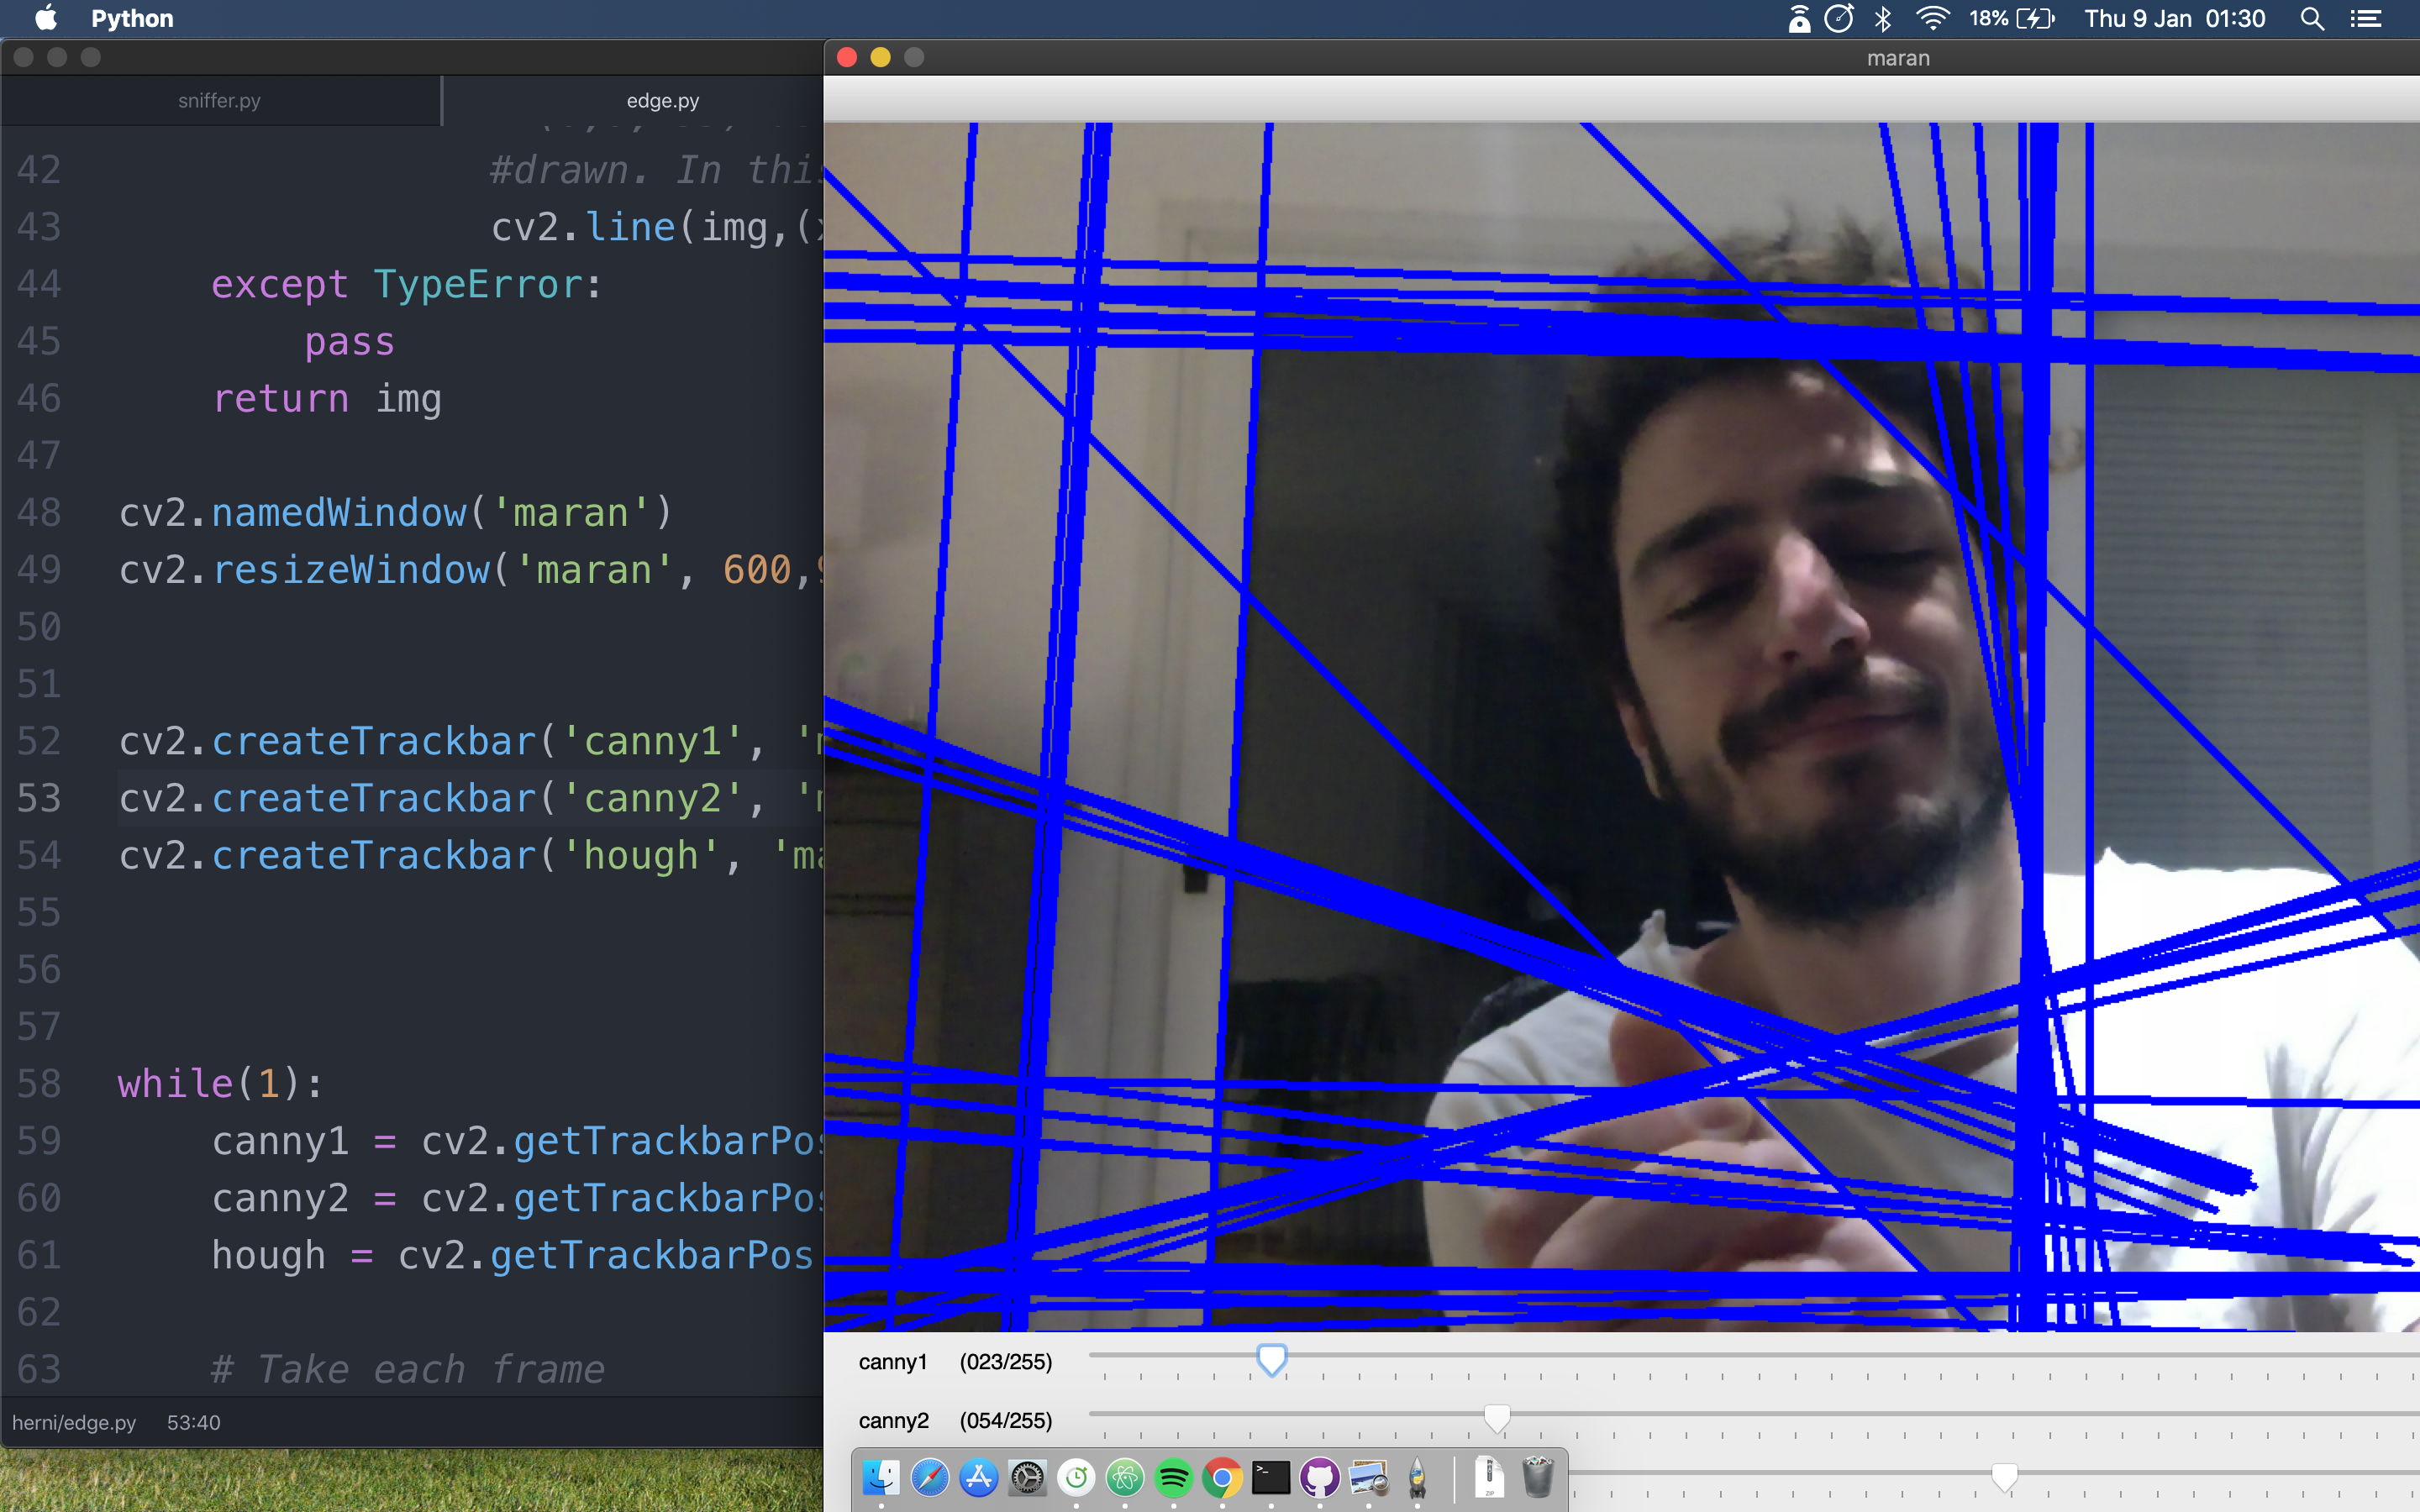 Python
18%
Thu 9 Jan 01:30
sniffer.py
edge.py
maran
42 #drawn. In this
43 cv2.line(img,(
44 except TypeError:
45 pass
46 return img
47
48 cv2.namedWindow('maran')
49 cv2.resizeWindow('maran', 600,
50
51
52 cv2.createTrackbar('canny1', '
53 cv2.createTrackbar('canny2', '
54 cv2.createTrackbar('hough', 'ma
55
56
57
58 while(1):
59 canny1 = cv2.getTrackbarPos
60 canny2 = cv2.getTrackbarPos
61 hough = cv2.getTrackbarPos
62
63 # Take each frame
herni/edge.py 53:40
canny1 (023/255)
canny2 (054/255)
ZIP